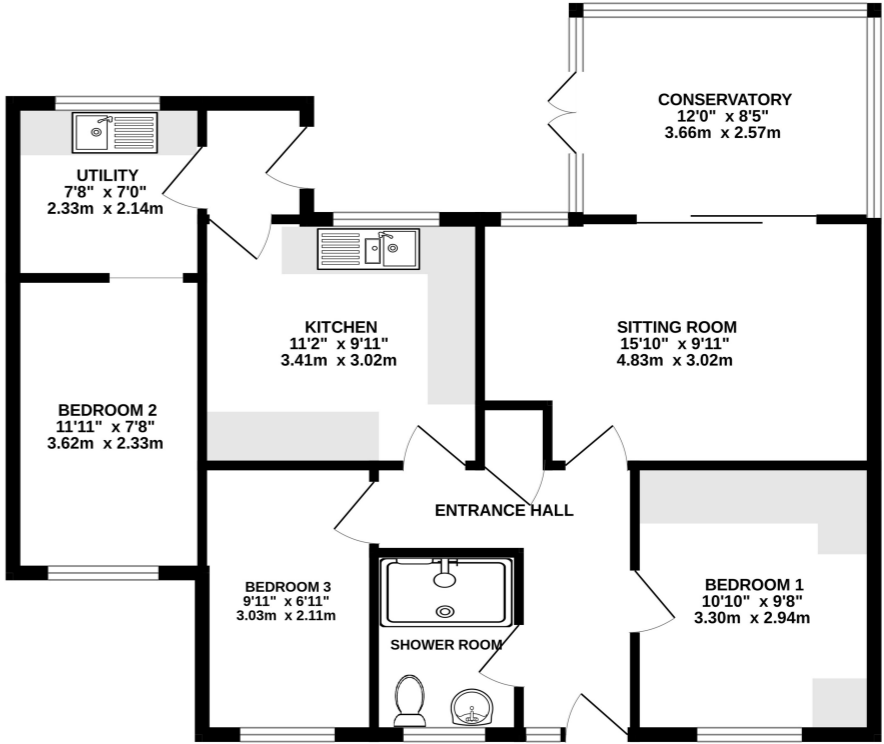 CONSERVATORY
12'0" x 8'5"
3.66m x 2.57m
UTILITY
7'8" x 7'0"
2.33m x 2.14m
KITCHEN
11'2" x 9'11"
3.41m x 3.02m
SITTING ROOM
15'10" x 9'11"
4.83m x 3.02m
BEDROOM 2
11'11" x 7'8"
3.62m x 2.33m
ENTRANCE HALL
BEDROOM 3
9'11" x 6'11"
3.03m x 2.11m
BEDROOM 1
10'10" x 9'8"
3.30m x 2.94m
SHOWER ROOM